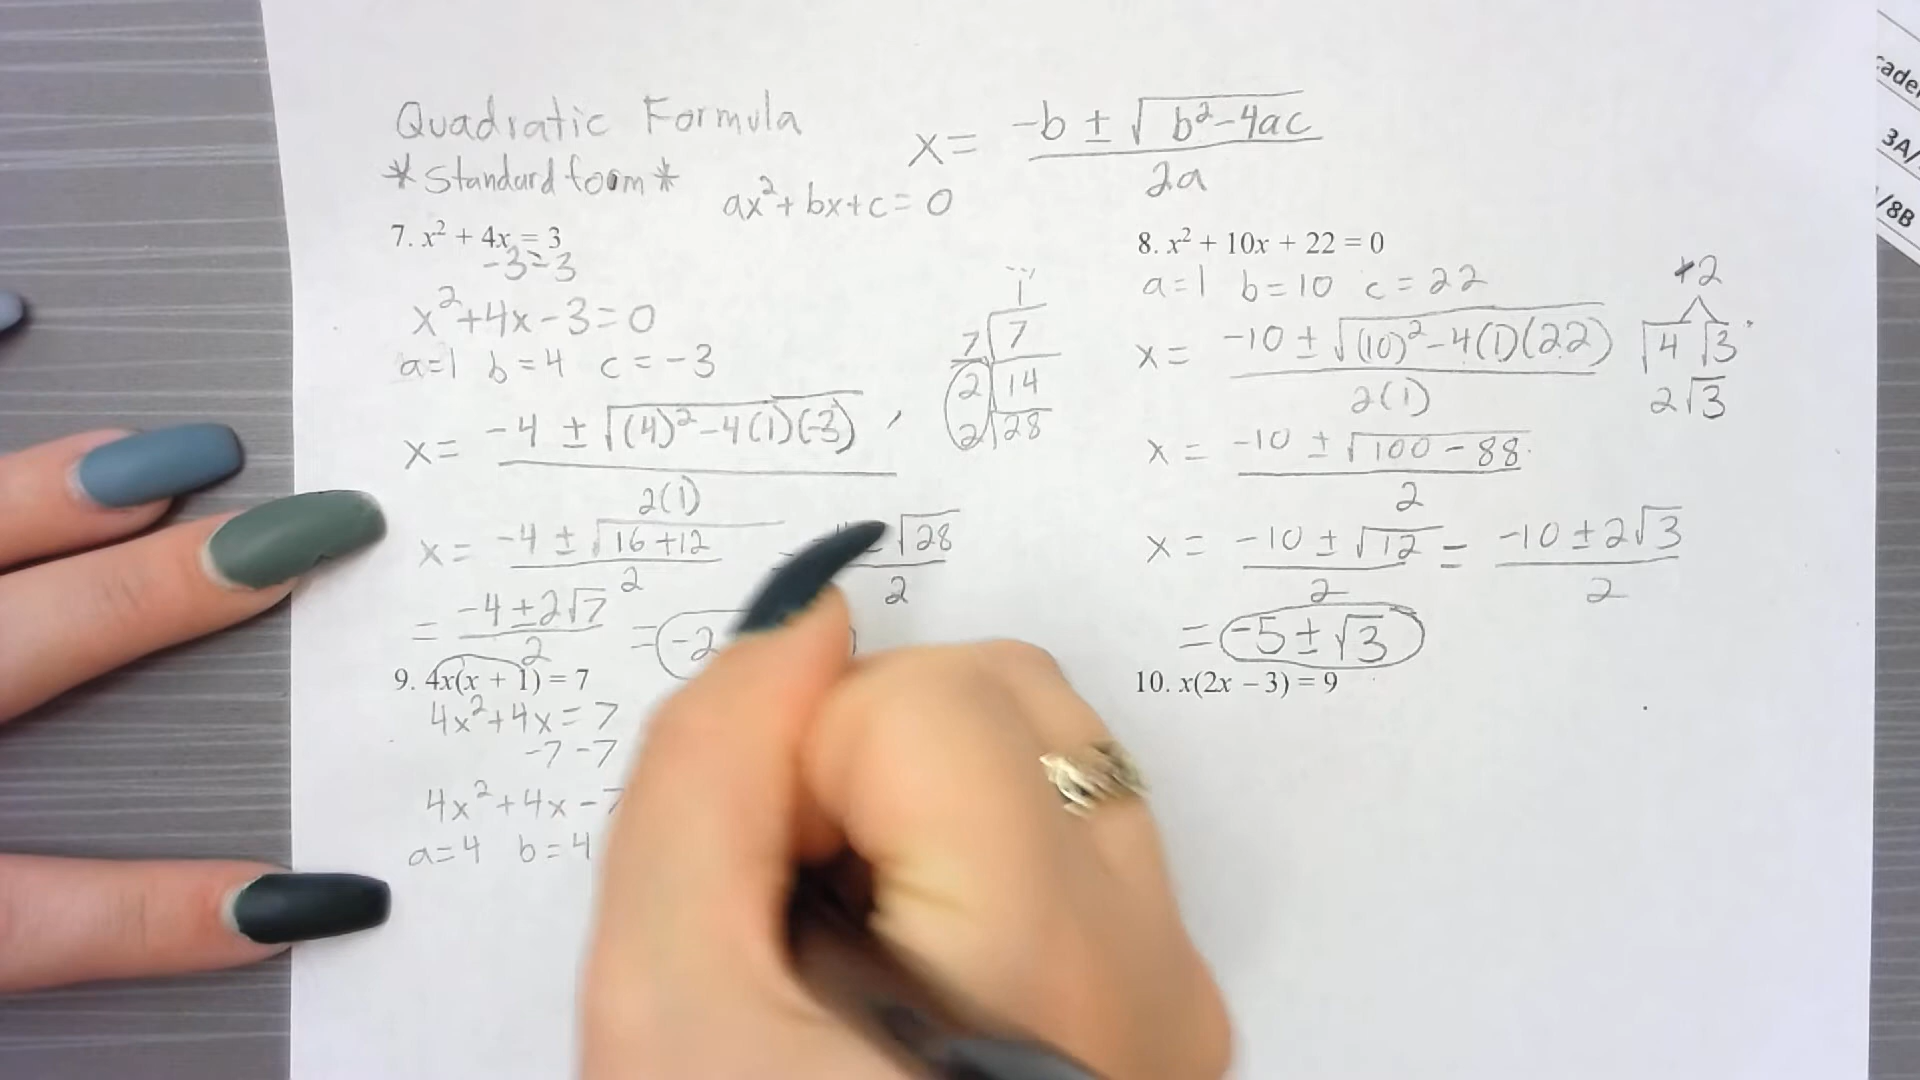 Quadratic Formula
*Standard form*
ax²+bx+c=0
x= -b ± √(b²-4ac) / 2a
7. x² + 4x = 3
-3 -3
x²+4x-3=0
a=1 b=4 c=-3
x= -4 ± √((4)²-4(1)(-3)) / 2(1)
x= -4 ± √(16+12) / 2
√28 / 2
= -4±2√7 / 2
= -2
1
7√7
2 14
2 28
8. x² + 10x + 22 = 0
a=1 b=10 c=22
x= -10 ± √((10)²-4(1)(22)) / 2(1)
x= -10 ± √(100-88) / 2
x= -10 ± √12 / 2 = -10±2√3 / 2
= -5±√3
√4 √3
2√3
9. 4x(x + 1) = 7
4x²+4x=7
-7 -7
4x²+4x-7
a=4 b=4
10. x(2x – 3) = 9
3A/
/8B